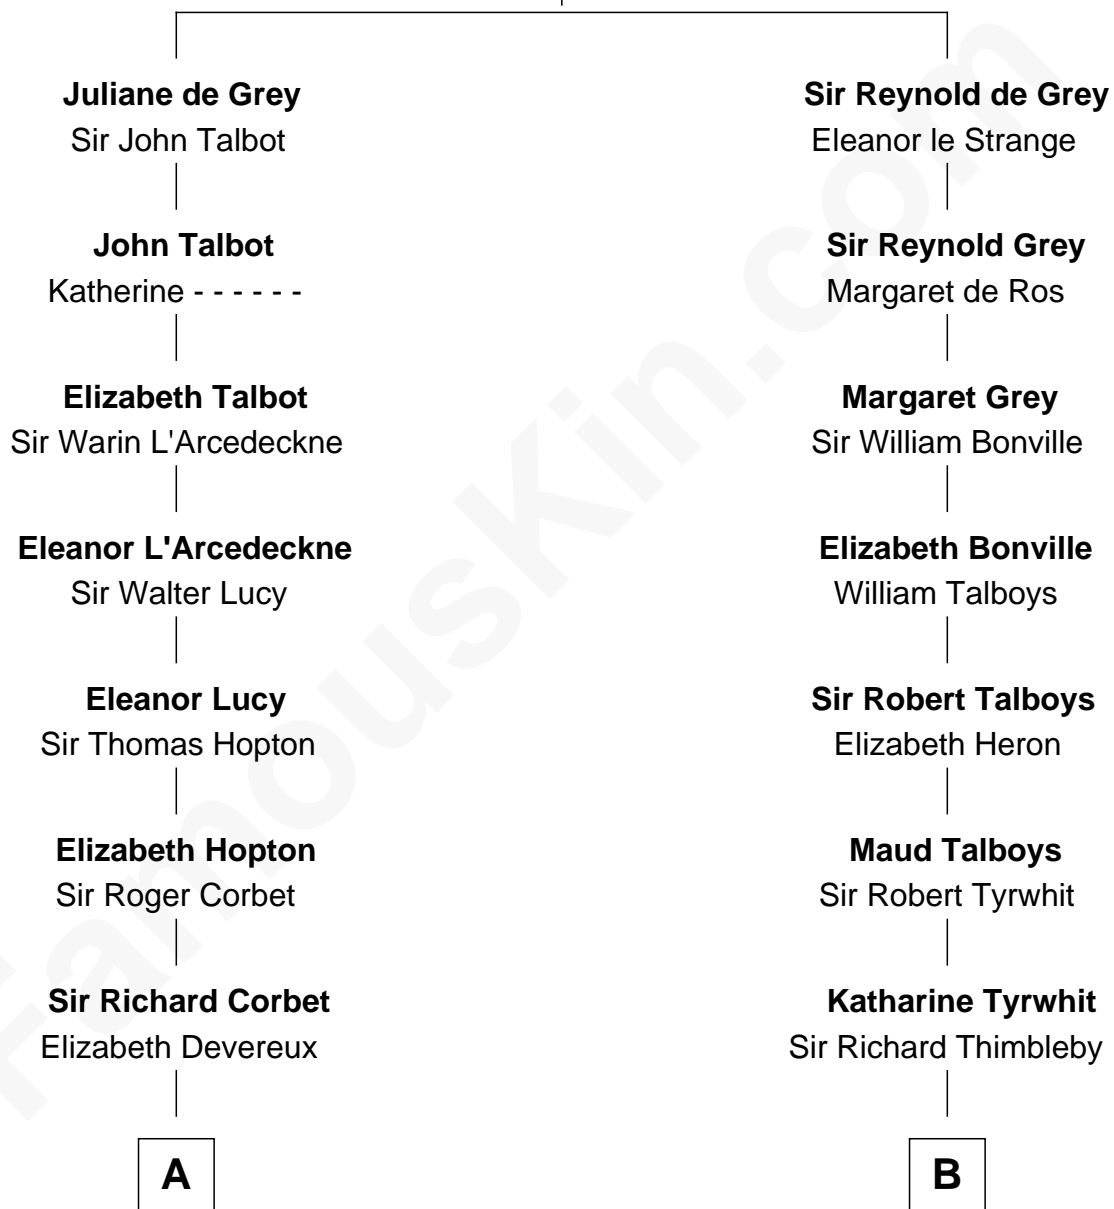 Juliane de Grey
Sir John Talbot
John Talbot
Katherine - - - - - -
Elizabeth Talbot
Sir Warin L'Arcedeckne
Eleanor L'Arcedeckne
Sir Walter Lucy
Eleanor Lucy
Sir Thomas Hopton
Elizabeth Hopton
Sir Roger Corbet
Sir Richard Corbet
Elizabeth Devereux
A
Sir Reynold de Grey
Eleanor le Strange
Sir Reynold Grey
Margaret de Ros
Margaret Grey
Sir William Bonville
Elizabeth Bonville
William Talboys
Sir Robert Talboys
Elizabeth Heron
Maud Talboys
Sir Robert Tyrwhit
Katharine Tyrwhit
Sir Richard Thimbleby
B
FamousKin.com